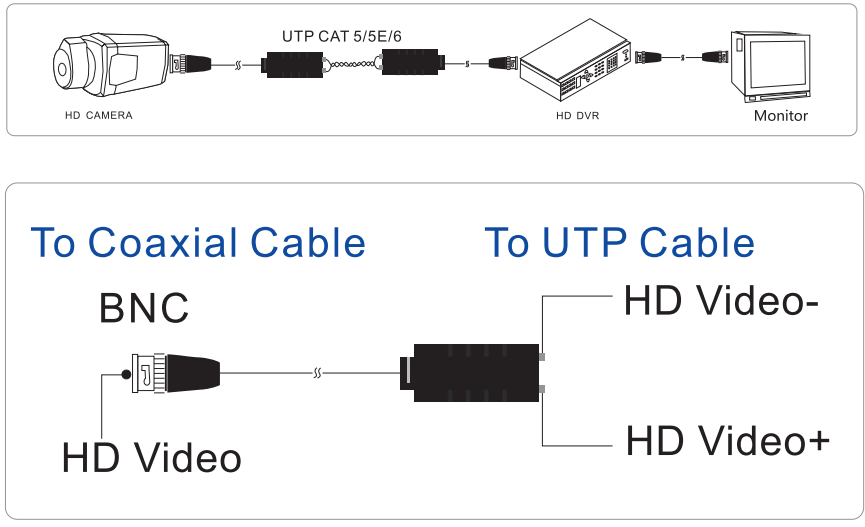 UTP CAT 5/5E/6
HD CAMERA
HD DVR
Monitor
To Coaxial Cable
To UTP Cable
BNC
HD Video-
HD Video
HD Video+